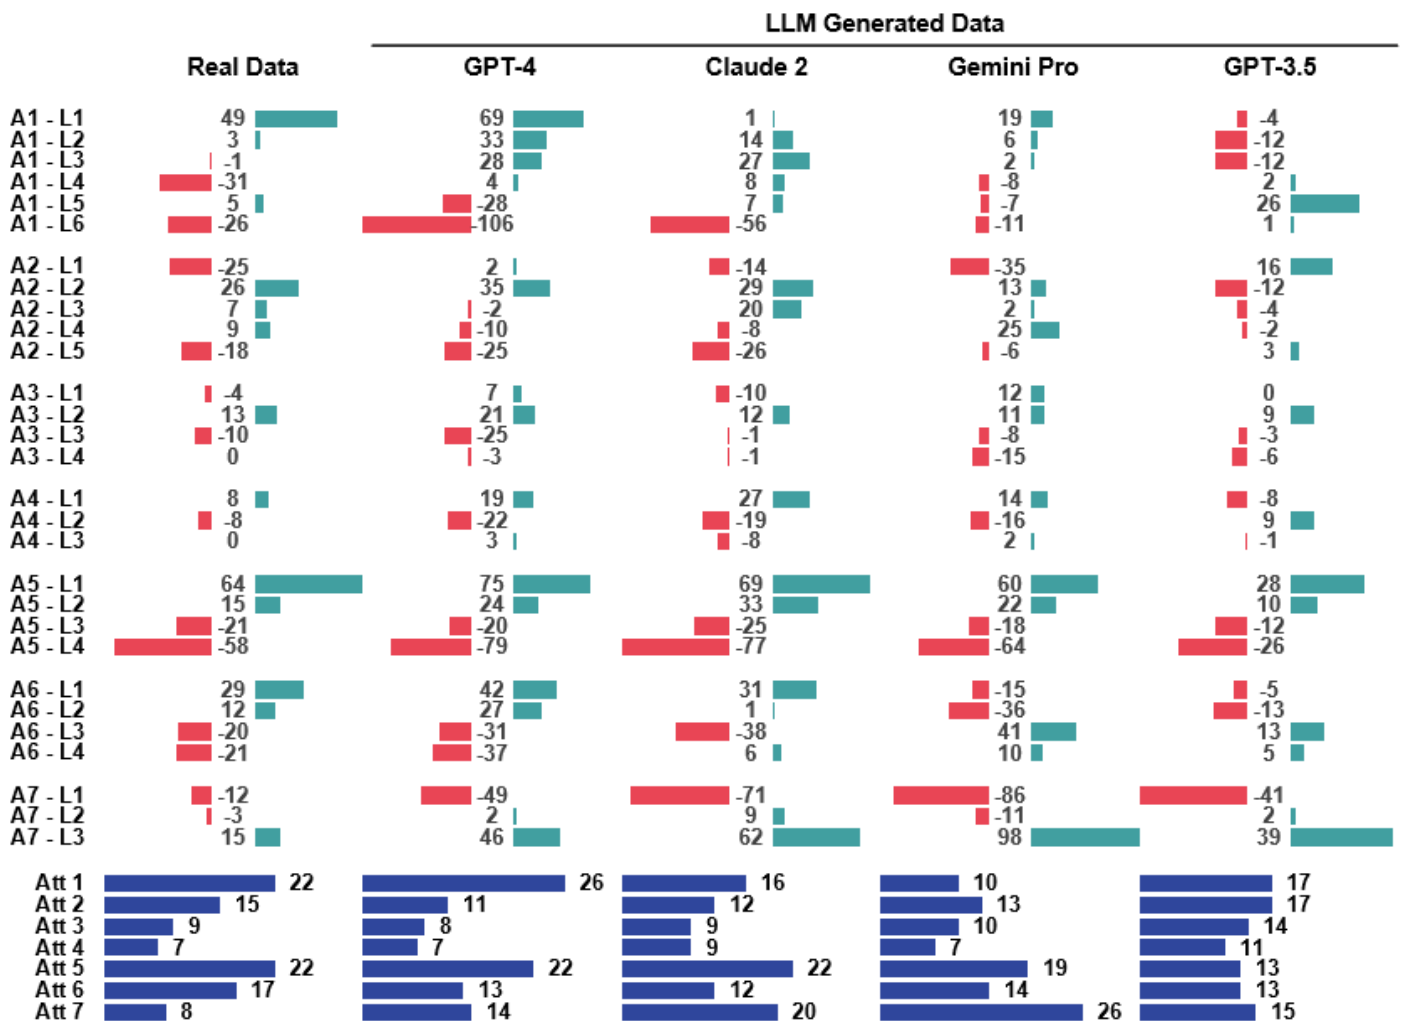 LLM Generated Data
Real Data GPT-4 Claude 2 Gemini Pro GPT-3.5
A1 - L1 49 69 1 19 -4
A1 - L2 3 33 14 6 -12
A1 - L3 -1 28 27 2 -12
A1 - L4 -31 4 8 -8 2
A1 - L5 5 -28 7 -7 26
A1 - L6 -26 -106 -56 -11 1
A2 - L1 -25 2 -14 -35 16
A2 - L2 26 35 29 13 -12
A2 - L3 7 -2 20 2 -4
A2 - L4 9 -10 -8 25 -2
A2 - L5 -18 -25 -26 -6 3
A3 - L1 -4 7 -10 12 0
A3 - L2 13 21 12 11 9
A3 - L3 -10 -25 -1 -8 -3
A3 - L4 0 -3 -1 -15 -6
A4 - L1 8 19 27 14 -8
A4 - L2 -8 -22 -19 -16 9
A4 - L3 0 3 -8 2 -1
A5 - L1 64 75 69 60 28
A5 - L2 15 24 33 22 10
A5 - L3 -21 -20 -25 -18 -12
A5 - L4 -58 -79 -77 -64 -26
A6 - L1 29 42 31 -15 -5
A6 - L2 12 27 1 -36 -13
A6 - L3 -20 -31 -38 41 13
A6 - L4 -21 -37 6 10 5
A7 - L1 -12 -49 -71 -86 -41
A7 - L2 -3 2 9 -11 2
A7 - L3 15 46 62 98 39
Att 1 22 26 16 10 17
Att 2 15 11 12 13 17
Att 3 9 8 9 10 14
Att 4 7 7 9 7 11
Att 5 22 22 22 19 13
Att 6 17 13 12 14 13
Att 7 8 14 20 26 15